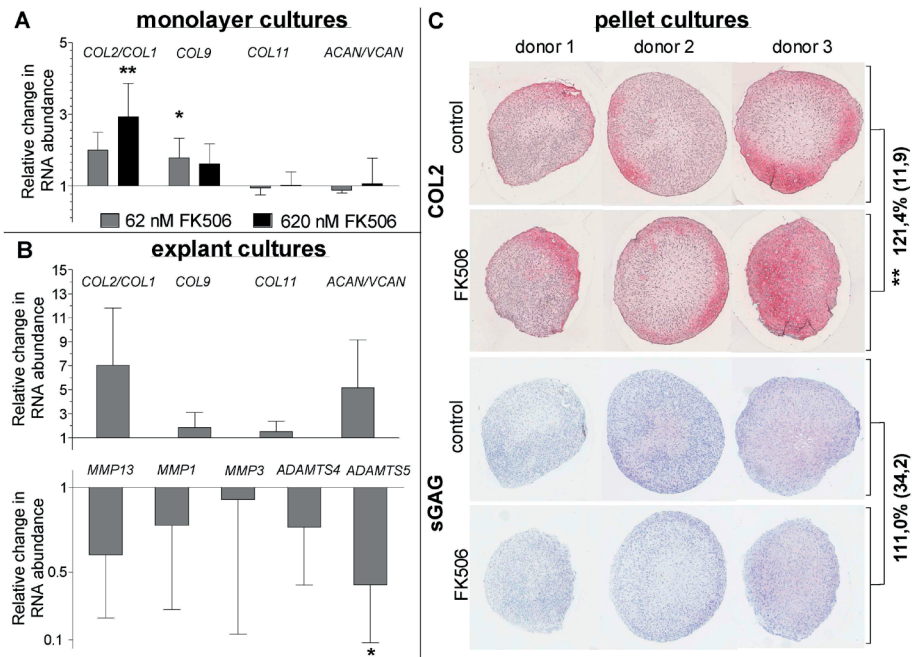 A
monolayer cultures
COL2/COL1 COL9 COL11 ACAN/VCAN
Relative change in
RNA abundance
5
3
1
**
*
62 nM FK506 620 nM FK506
B
explant cultures
COL2/COL1 COL9 COL11 ACAN/VCAN
Relative change in
RNA abundance
15
13
11
9
7
5
3
1
MMP13 MMP1 MMP3 ADAMTS4 ADAMTS5
Relative change in
RNA abundance
1
0.5
0.1
*
C
pellet cultures
donor 1 donor 2 donor 3
COL2
control
FK506
** 121,4% (11,9)
sGAG
control
FK506
111,0% (34,2)